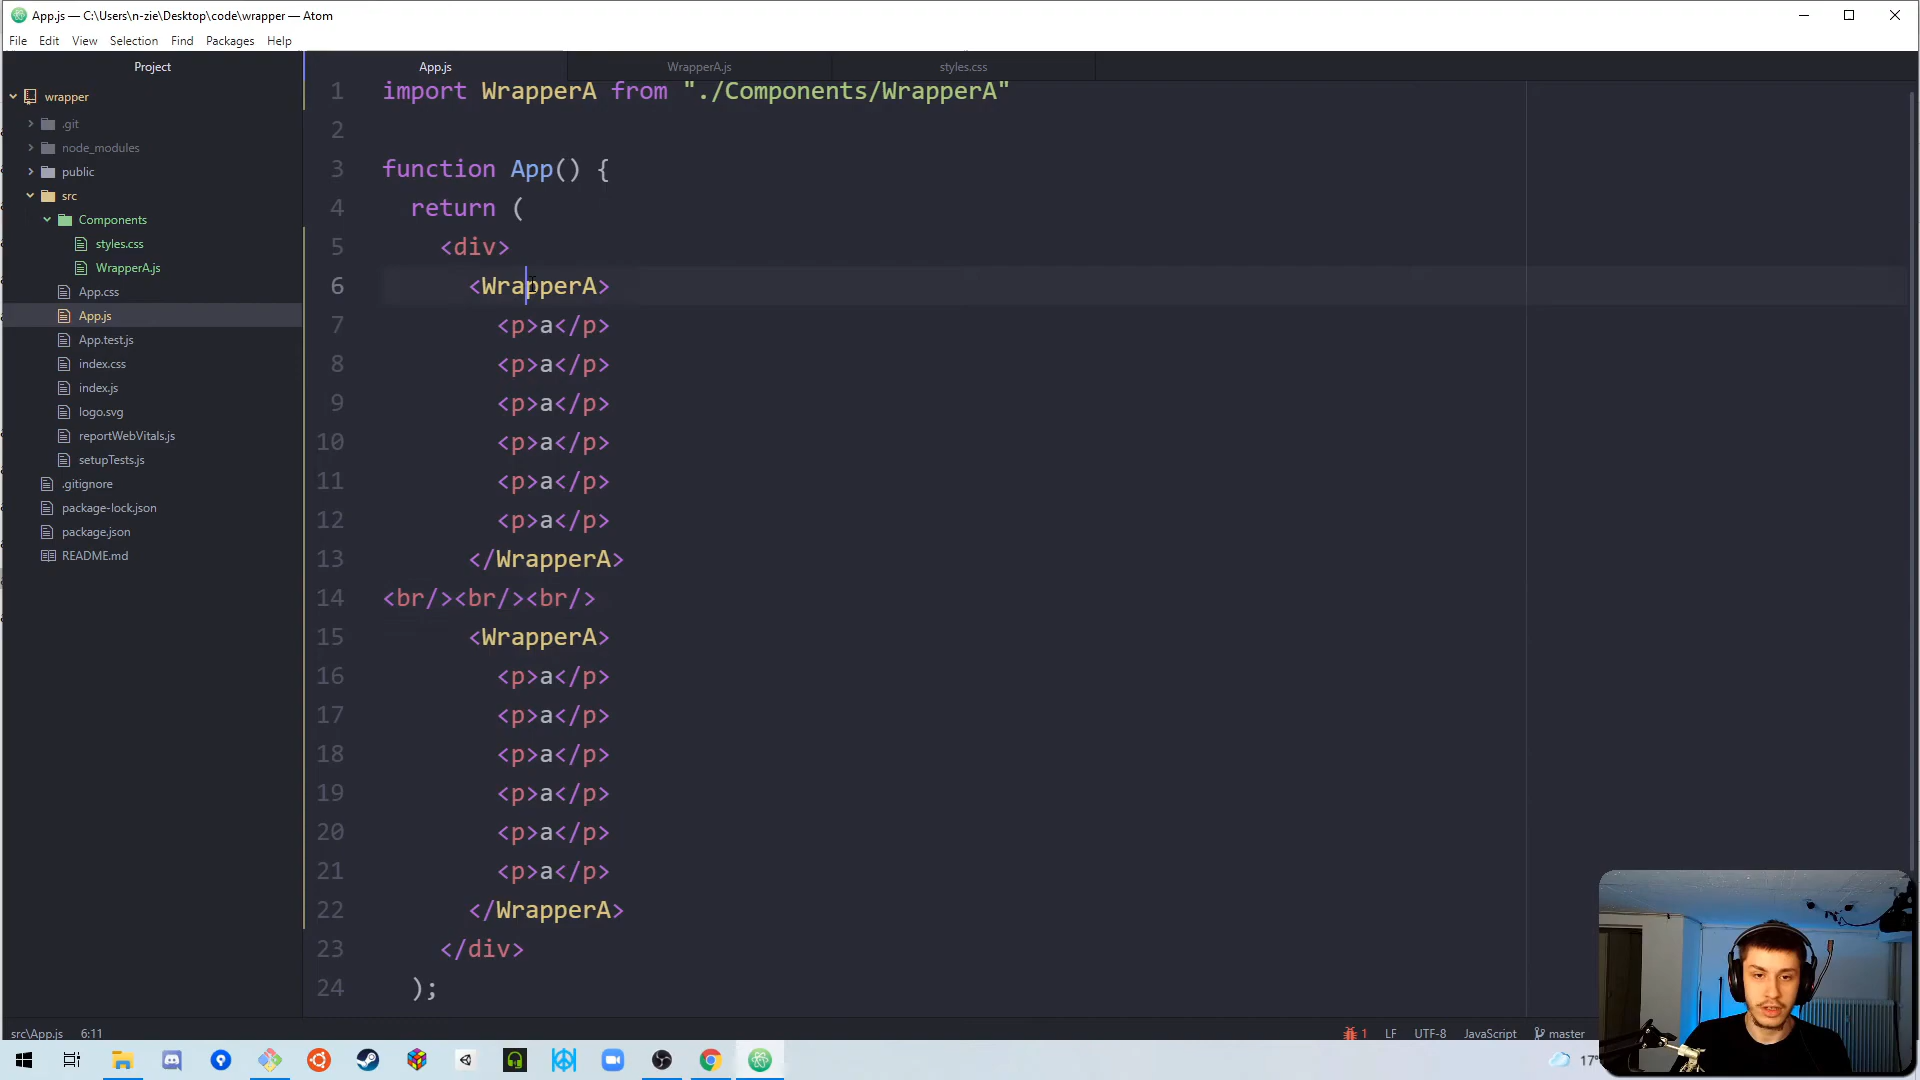 App.js — C:\Users\n-zie\Desktop\code\wrapper — Atom
File Edit View Selection Find Packages Help
Project
wrapper
.git
node_modules
public
src
Components
styles.css
WrapperA.js
App.css
App.js
App.test.js
index.css
index.js
logo.svg
reportWebVitals.js
setupTests.js
.gitignore
package-lock.json
package.json
README.md
App.js WrapperA.js styles.css
1 import WrapperA from "./Components/WrapperA"
2
3 function App() {
4 return (
5 <div>
6 <WrapperA>
7 <p>a</p>
8 <p>a</p>
9 <p>a</p>
10 <p>a</p>
11 <p>a</p>
12 <p>a</p>
13 </WrapperA>
14 <br/><br/><br/>
15 <WrapperA>
16 <p>a</p>
17 <p>a</p>
18 <p>a</p>
19 <p>a</p>
20 <p>a</p>
21 <p>a</p>
22 </WrapperA>
23 </div>
24 );
src\App.js 6:11 1 LF UTF-8 JavaScript master